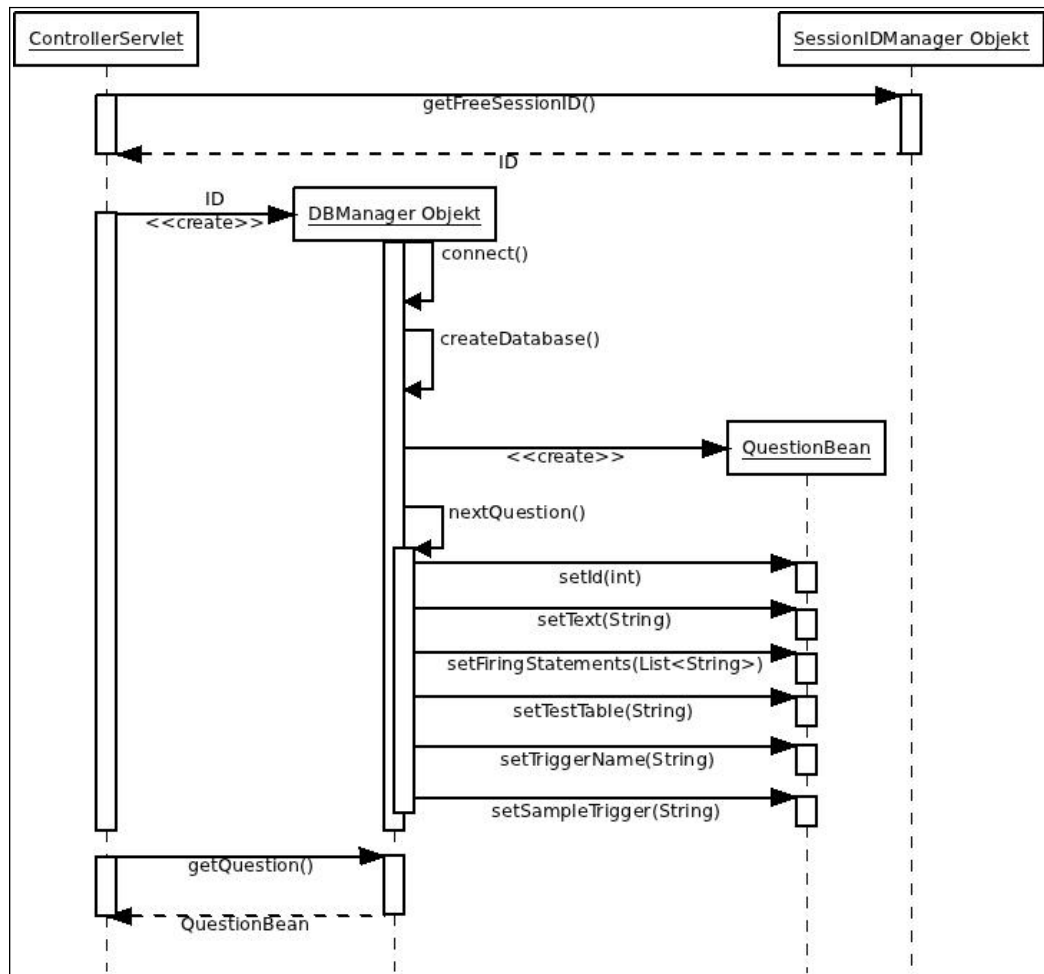 ControllerServlet
SessionIDManager Objekt
getFreeSessionID()
ID
ID
<<create>>
DBManager Objekt
connect()
createDatabase()
<<create>>
QuestionBean
nextQuestion()
setId(int)
setText(String)
setFiringStatements(List<String>)
setTestTable(String)
setTriggerName(String)
setSampleTrigger(String)
getQuestion()
QuestionBean